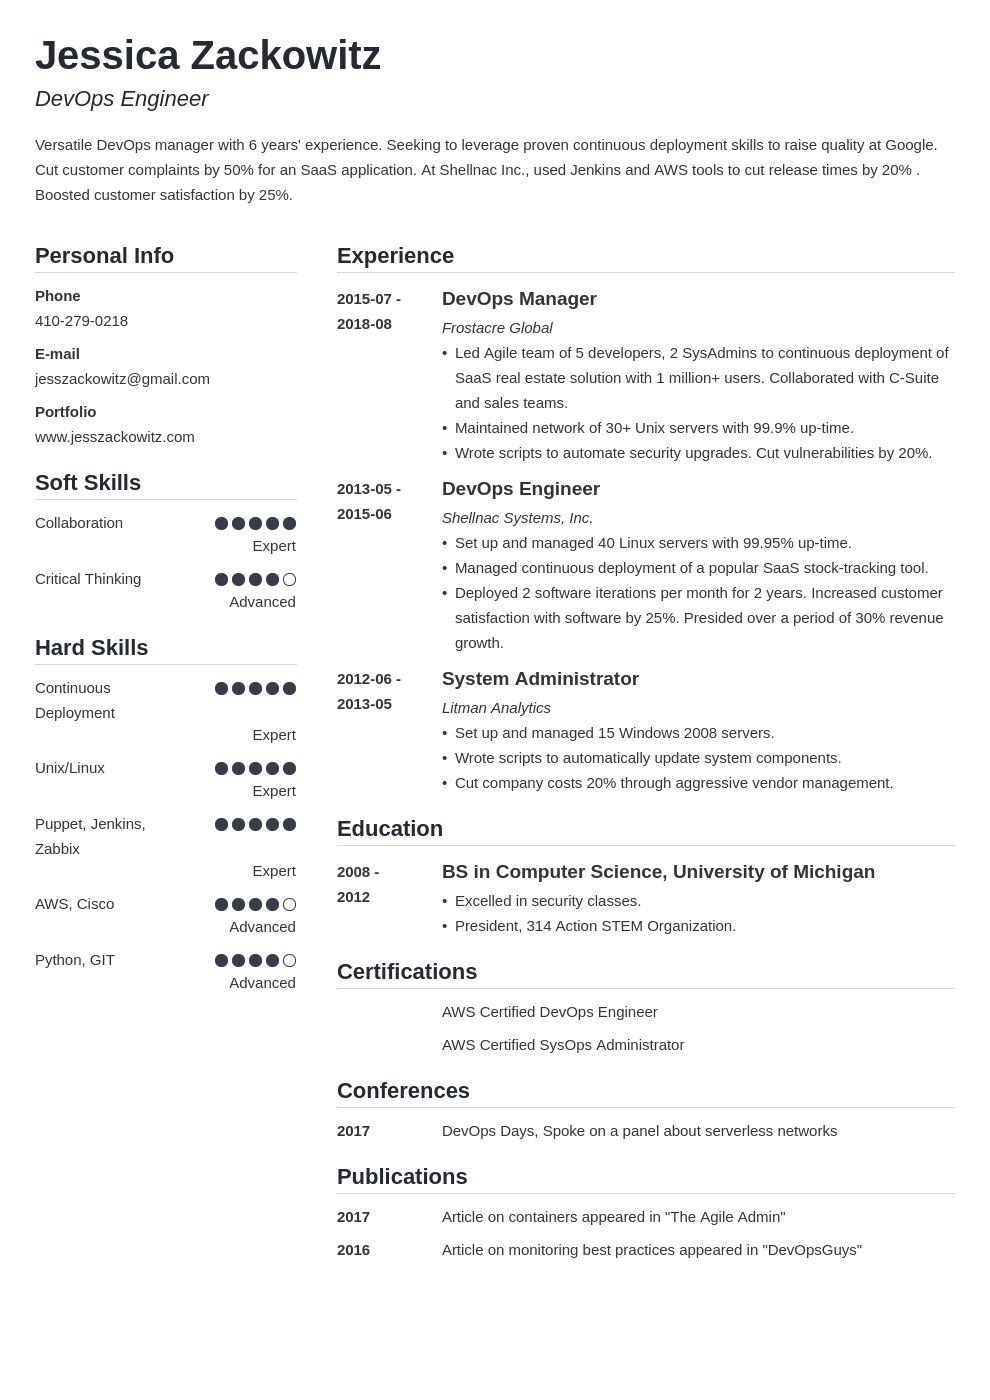 Jessica Zackowitz
DevOps Engineer
Versatile DevOps manager with 6 years' experience. Seeking to leverage proven continuous deployment skills to raise quality at Google.
Cut customer complaints by 50% for an SaaS application. At Shellnac Inc., used Jenkins and AWS tools to cut release times by 20% .
Boosted customer satisfaction by 25%.
Personal Info
Phone
410-279-0218
E-mail
jesszackowitz@gmail.com
Portfolio
www.jesszackowitz.com
Soft Skills
Collaboration
Expert
Critical Thinking
Advanced
Hard Skills
Continuous
Deployment
Expert
Unix/Linux
Expert
Puppet, Jenkins,
Zabbix
Expert
AWS, Cisco
Advanced
Python, GIT
Advanced
Experience
2015-07 -
2018-08
DevOps Manager
Frostacre Global
• Led Agile team of 5 developers, 2 SysAdmins to continuous deployment of
SaaS real estate solution with 1 million+ users. Collaborated with C-Suite
and sales teams.
• Maintained network of 30+ Unix servers with 99.9% up-time.
• Wrote scripts to automate security upgrades. Cut vulnerabilities by 20%.
2013-05 -
2015-06
DevOps Engineer
Shellnac Systems, Inc.
• Set up and managed 40 Linux servers with 99.95% up-time.
• Managed continuous deployment of a popular SaaS stock-tracking tool.
• Deployed 2 software iterations per month for 2 years. Increased customer
satisfaction with software by 25%. Presided over a period of 30% revenue
growth.
2012-06 -
2013-05
System Administrator
Litman Analytics
• Set up and managed 15 Windows 2008 servers.
• Wrote scripts to automatically update system components.
• Cut company costs 20% through aggressive vendor management.
Education
2008 -
2012
BS in Computer Science, University of Michigan
• Excelled in security classes.
• President, 314 Action STEM Organization.
Certifications
AWS Certified DevOps Engineer
AWS Certified SysOps Administrator
Conferences
2017 DevOps Days, Spoke on a panel about serverless networks
Publications
2017 Article on containers appeared in "The Agile Admin"
2016 Article on monitoring best practices appeared in "DevOpsGuys"